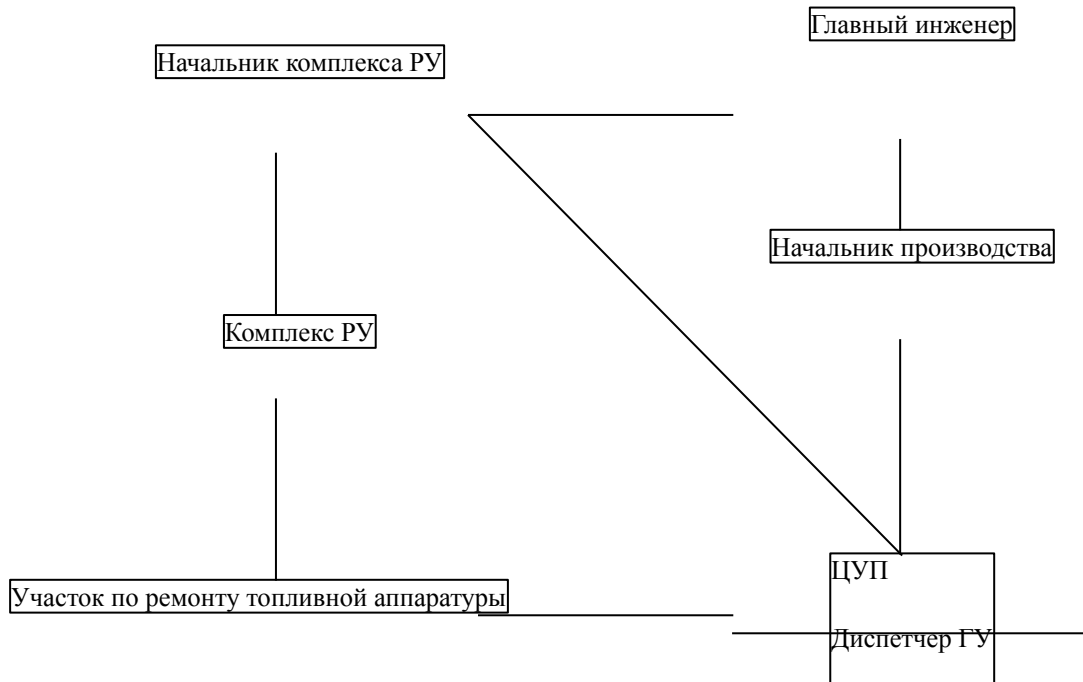 Главный инженер
Начальник комплекса РУ
Начальник производства
Комплекс РУ
Участок по ремонту топливной аппаратуры
ЦУП
Диспетчер ГУ